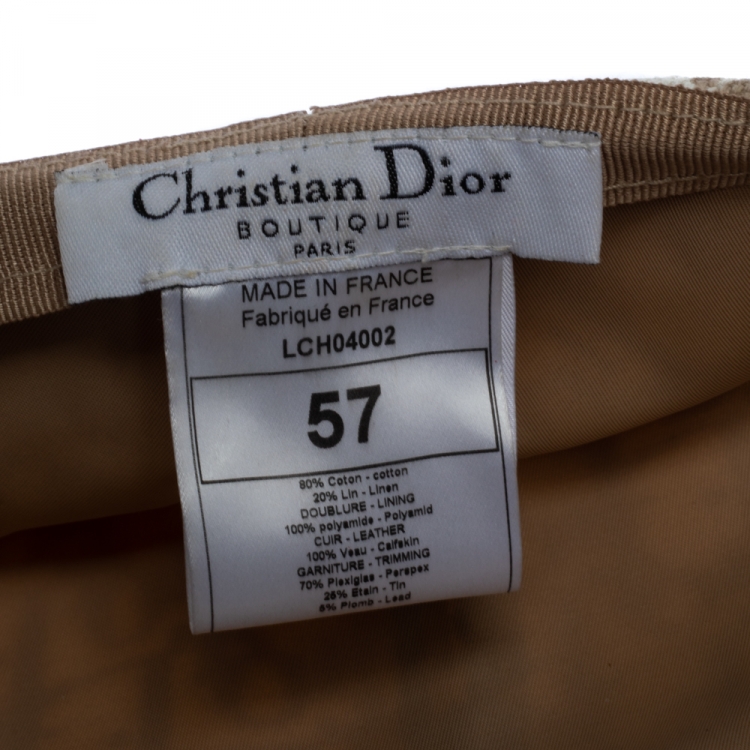 Christian Dior
BOUTIQUE
PARIS
MADE IN FRANCE
Fabriqué en France
LCH04002
57
80% Coton - cotton
20% Lin - Linen
DOUBLURE - LINING
100% polyamide - Polyamid
CUIR - LEATHER
100% Veau - Calfskin
GARNITURE - TRIMMING
70% Plexiglas - Perspex
25% Etain - Tin
5% Plomb - Lead